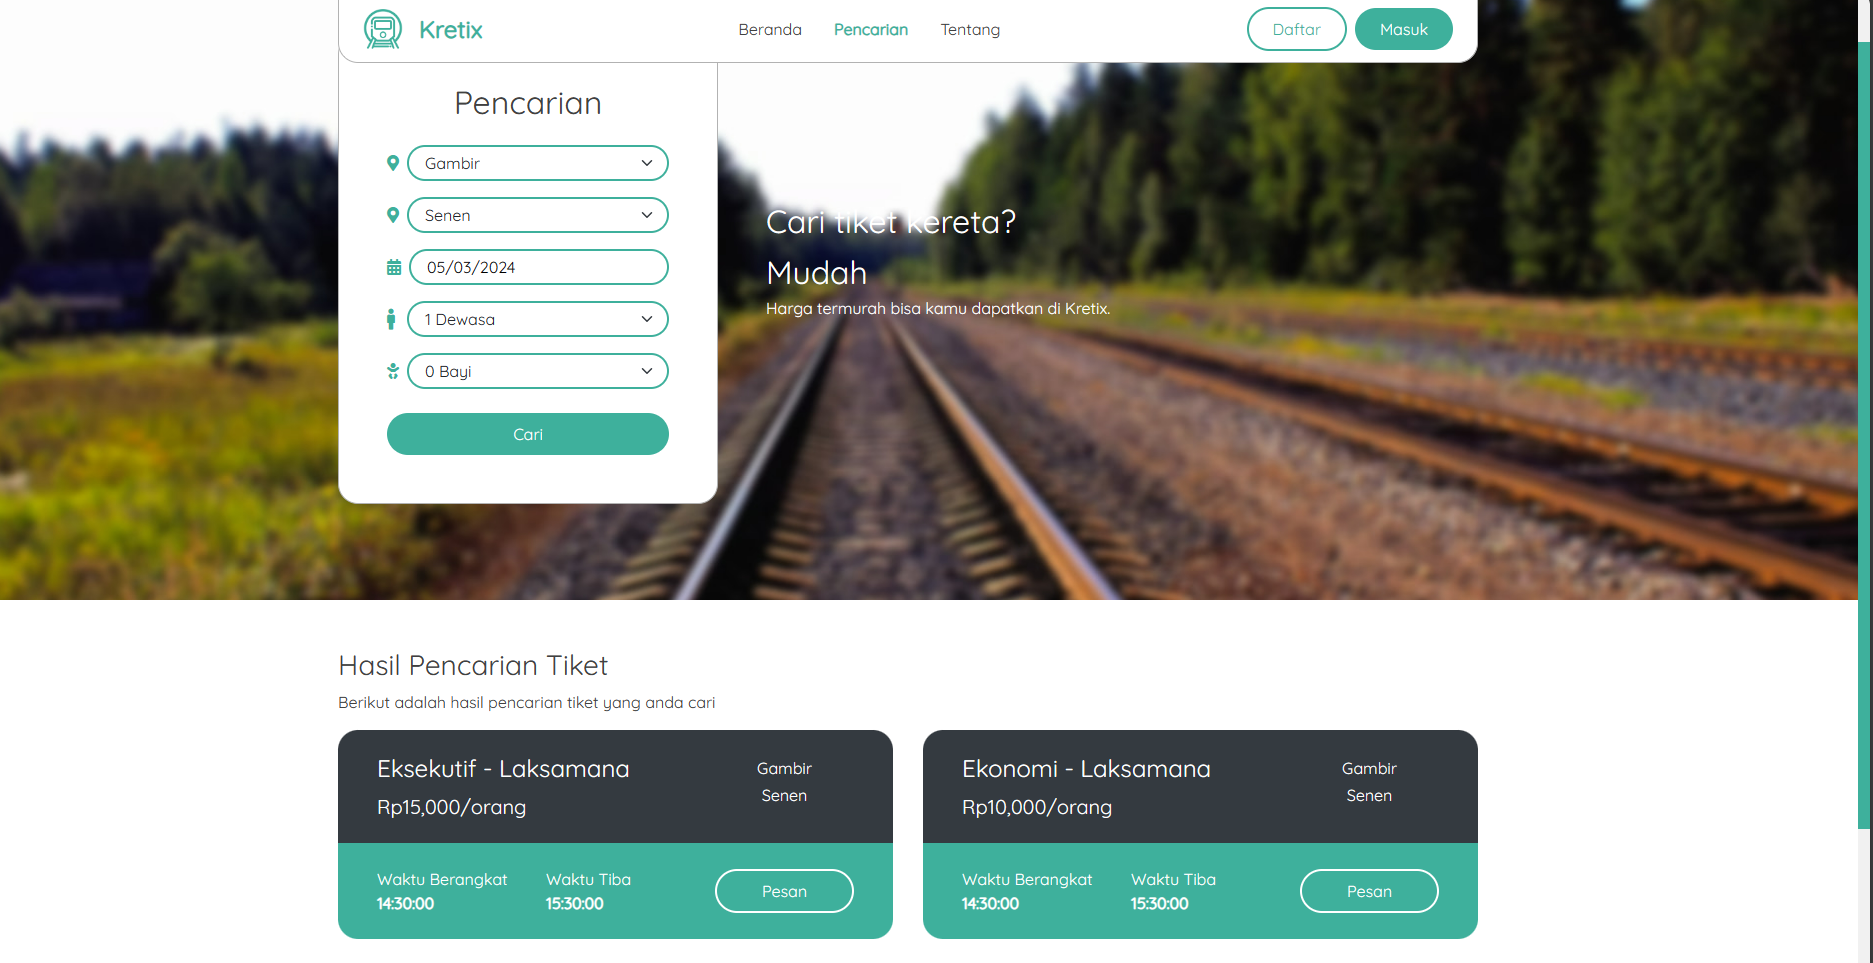 Kretix
Beranda
Pencarian
Tentang
Daftar
Masuk
Pencarian
Gambir
Senen
05/03/2024
1 Dewasa
0 Bayi
Cari
Cari tiket kereta?
Mudah
Harga termurah bisa kamu dapatkan di Kretix.
Hasil Pencarian Tiket
Berikut adalah hasil pencarian tiket yang anda cari
Eksekutif - Laksamana
Rp15,000/orang
Gambir
Senen
Waktu Berangkat
14:30:00
Waktu Tiba
15:30:00
Pesan
Ekonomi - Laksamana
Rp10,000/orang
Gambir
Senen
Waktu Berangkat
14:30:00
Waktu Tiba
15:30:00
Pesan